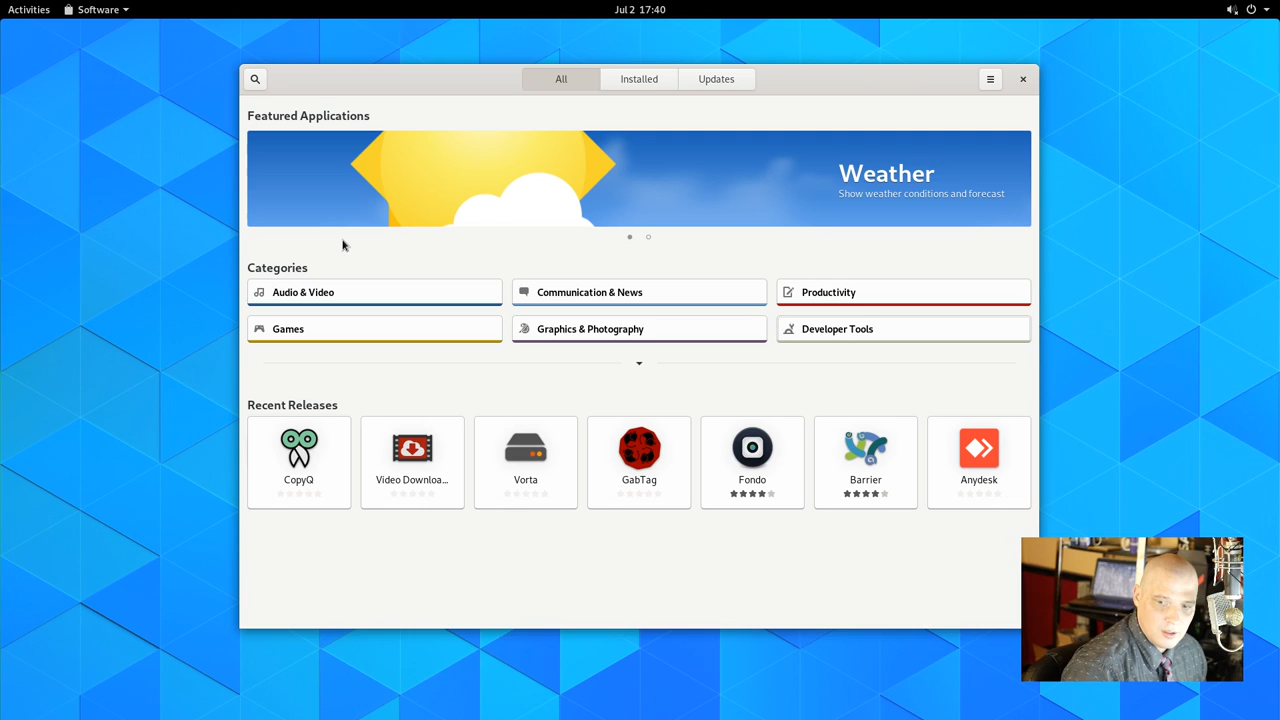 Activities Software Jul 2 17:40
All Installed Updates
Featured Applications
Weather
Show weather conditions and forecast
Categories
Audio & Video Communication & News Productivity
Games Graphics & Photography Developer Tools
Recent Releases
CopyQ Video Downloa... Vorta GabTag Fondo Barrier Anydesk